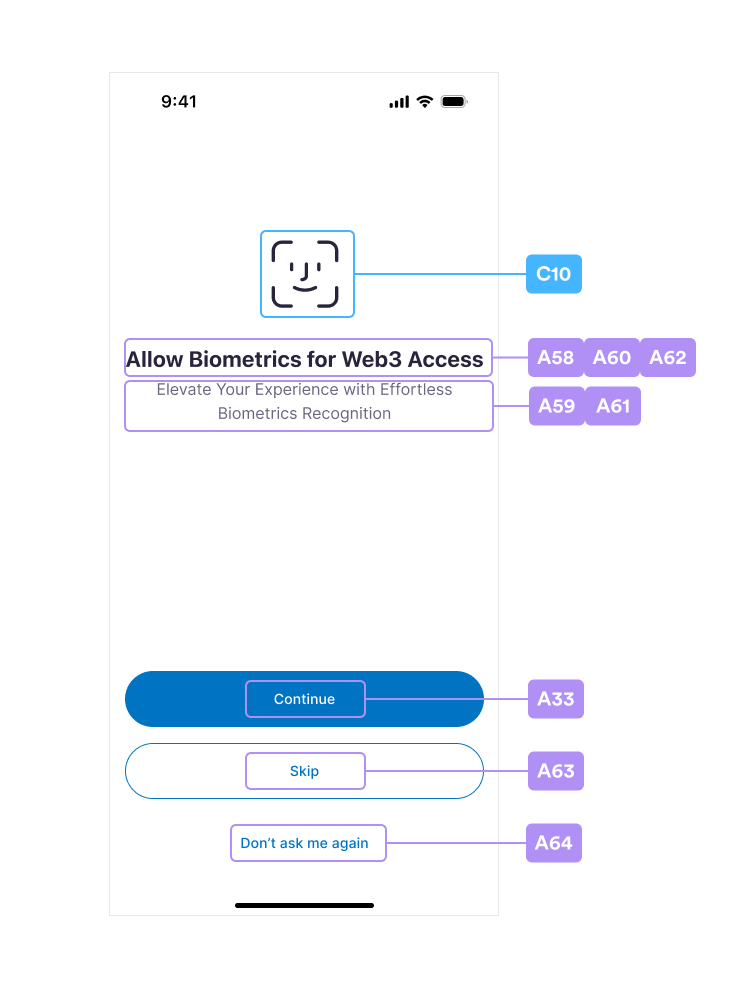 9:41
C10
Allow Biometrics for Web3 Access
A58 A60 A62
Elevate Your Experience with Effortless
Biometrics Recognition
A59 A61
Continue
A33
Skip
A63
Don’t ask me again
A64